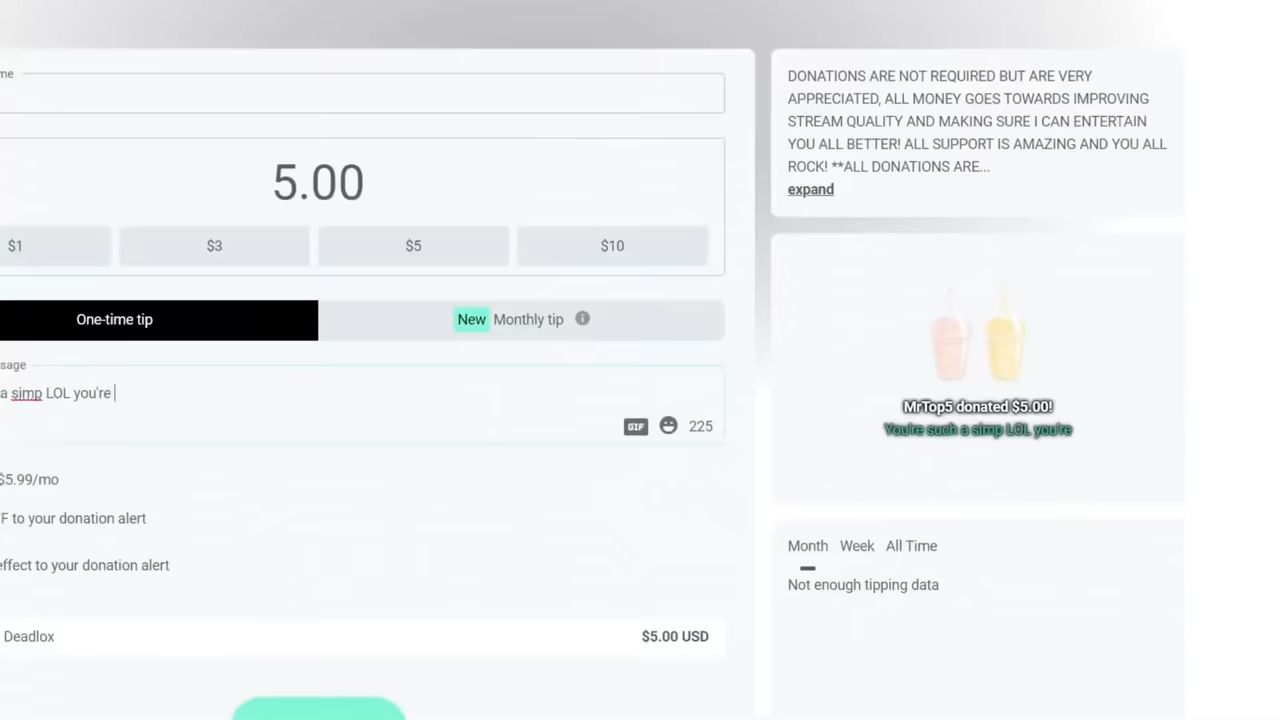 me
5.00
$1
$3
$5
$10
One-time tip
New Monthly tip
sage
a simp LOL you're
GIF
225
$5.99/mo
F to your donation alert
effect to your donation alert
Deadlox
$5.00 USD
DONATIONS ARE NOT REQUIRED BUT ARE VERY
APPRECIATED, ALL MONEY GOES TOWARDS IMPROVING
STREAM QUALITY AND MAKING SURE I CAN ENTERTAIN
YOU ALL BETTER! ALL SUPPORT IS AMAZING AND YOU ALL
ROCK! **ALL DONATIONS ARE...
expand
MrTop5 donated $5.00!
You're such a simp LOL you're
Month Week All Time
Not enough tipping data